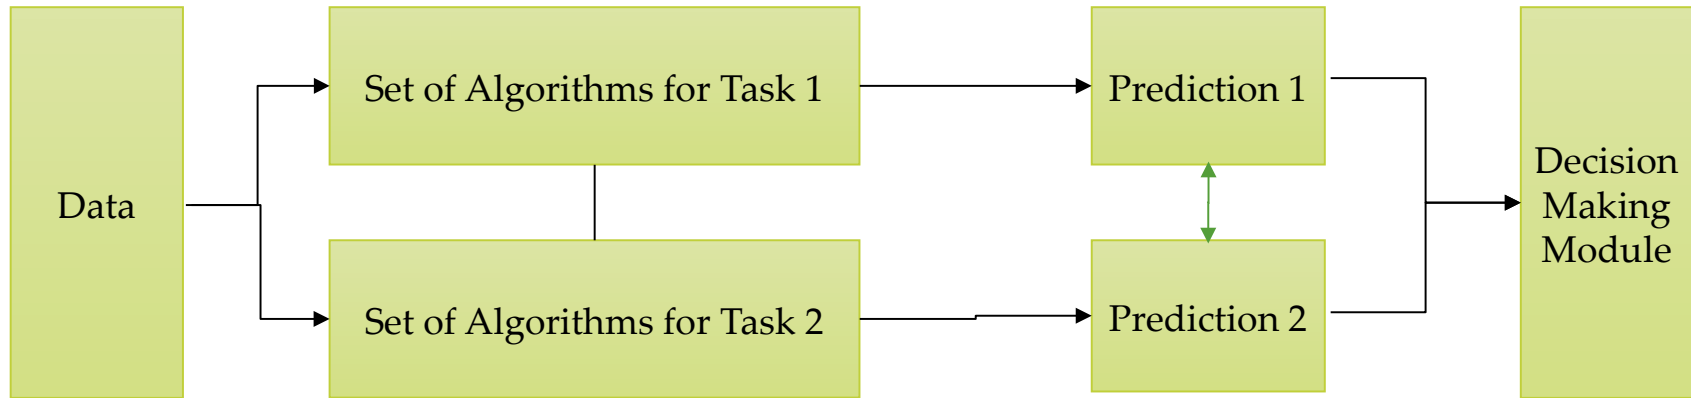 Data
Set of Algorithms for Task 1
Set of Algorithms for Task 2
Prediction 1
Prediction 2
Decision
Making
Module